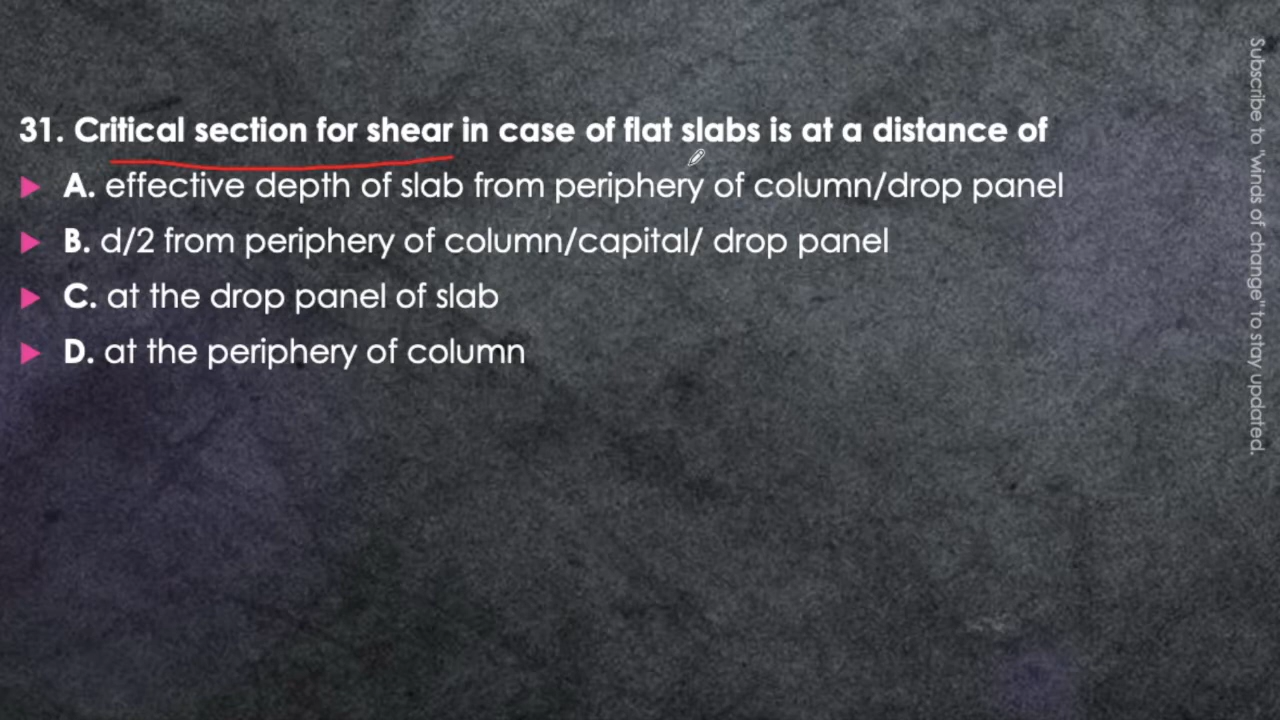 31. Critical section for shear in case of flat slabs is at a distance of
A. effective depth of slab from periphery of column/drop panel
B. d/2 from periphery of column/capital/ drop panel
C. at the drop panel of slab
D. at the periphery of column
Subscribe to "winds of change" to stay updated.